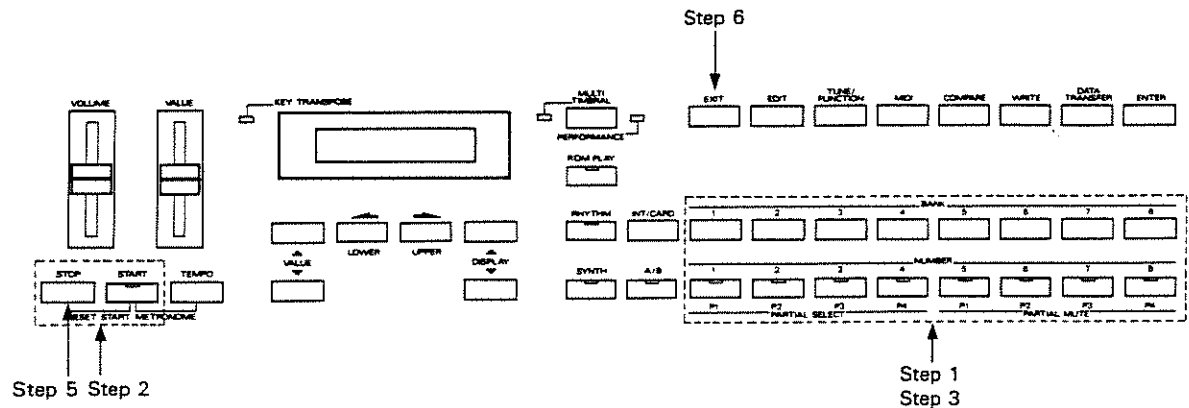 Step 6
VOLUME VALUE KEY TRANSPOSE MULTI TIMBRAL EXIT EDIT TUNE/FUNCTION MIDI COMPARE WRITE DATA TRANSFER ENTER
PERFORMANCE
ROM PLAY
BANK
RHYTHM INT/CARD 1 2 3 4 5 6 7 8
VALUE LOWER UPPER DISPLAY
NUMBER
STOP START TEMPO SYNTH A/B 1 2 3 4 5 6 7 8
RESET START METRONOME P1 P2 P3 P4 P1 P2 P3 P4
PARTIAL SELECT PARTIAL MUTE
Step 5 Step 2 Step 1
Step 3